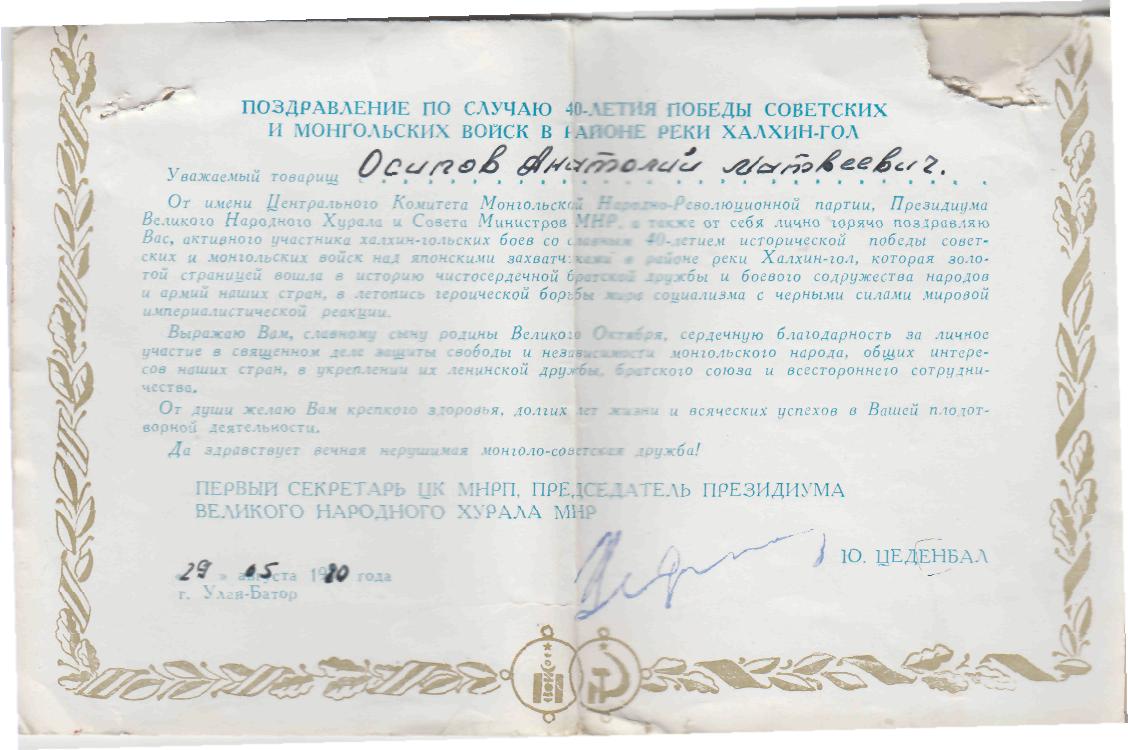 ПОЗДРАВЛЕНИЕ ПО СЛУЧАЮ 40-ЛЕТИЯ ПОБЕДЫ СОВЕТСКИХ
И МОНГОЛЬСКИХ ВОЙСК В РАЙОНЕ РЕКИ ХАЛХИН-ГОЛ
Уважаемый товарищ Осипов Анатолий Матвеевич.
От имени Центрального Комитета Монгольской Народно-Революционной партии, Президиума
Великого Народного Хурала и Совета Министров МНР, а также от себя лично горячо поздравляю
Вас, активного участника халхин-гольских боев со славным 40-летием исторической победы совет-
ских и монгольских войск над японскими захватчиками в районе реки Халхин-гол, которая золо-
той страницей вошла в историю чистосердечной братской дружбы и боевого содружества народов
и армий наших стран, в летопись героической борьбы мира социализма с черными силами мировой
империалистической реакции.
Выражаю Вам, славному сыну родины Великого Октября, сердечную благодарность за личное
участие в священном деле защиты свободы и независимости монгольского народа, общих интере-
сов наших стран, в укреплении их ленинской дружбы, братского союза и всестороннего сотрудни-
чества.
От души желаю Вам крепкого здоровья, долгих лет жизни и всяческих успехов в Вашей плодот-
ворной деятельности.
Да здравствует вечная нерушимая монголо-советская дружба!
ПЕРВЫЙ СЕКРЕТАРЬ ЦК МНРП, ПРЕДСЕДАТЕЛЬ ПРЕЗИДИУМА
ВЕЛИКОГО НАРОДНОГО ХУРАЛА МНР
Ю. ЦЕДЕНБАЛ
«29» 05 августа 1980 года
г. Улан-Батор